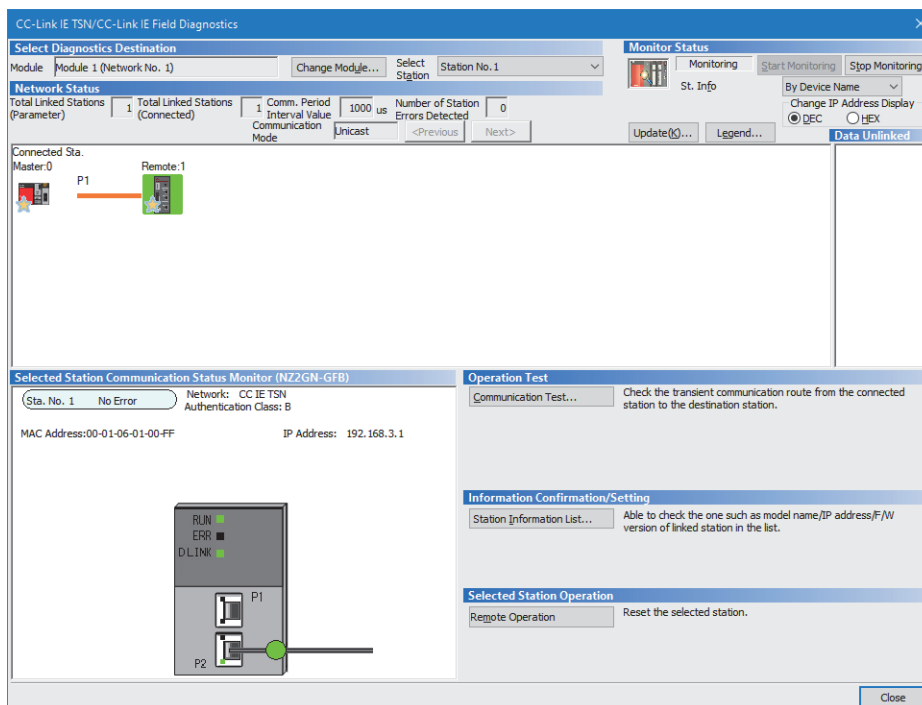 CC-Link IE TSN/CC-Link IE Field Diagnostics
Select Diagnostics Destination
Module Module 1 (Network No. 1) Change Module... Select Station Station No.1
Monitor Status
Monitoring Start Monitoring Stop Monitoring
St. Info By Device Name
Change IP Address Display
DEC HEX
Update(K)... Legend...
Network Status
Total Linked Stations (Parameter) 1 Total Linked Stations (Connected) 1 Comm. Period Interval Value 1000 us Number of Station Errors Detected 0
Communication Mode Unicast <Previous Next>
Data Unlinked
Connected Sta.
Master:0 Remote:1
P1
Selected Station Communication Status Monitor (NZ2GN-GFB)
Sta. No. 1 No Error
Network: CC IE TSN
Authentication Class: B
MAC Address:00-01-06-01-00-FF IP Address: 192.168.3.1
RUN
ERR
D LINK
P1
P2
Operation Test
Communication Test... Check the transient communication route from the connected
station to the destination station.
Information Confirmation/Setting
Station Information List... Able to check the one such as model name/IP address/F/W
version of linked station in the list.
Selected Station Operation
Remote Operation Reset the selected station.
Close